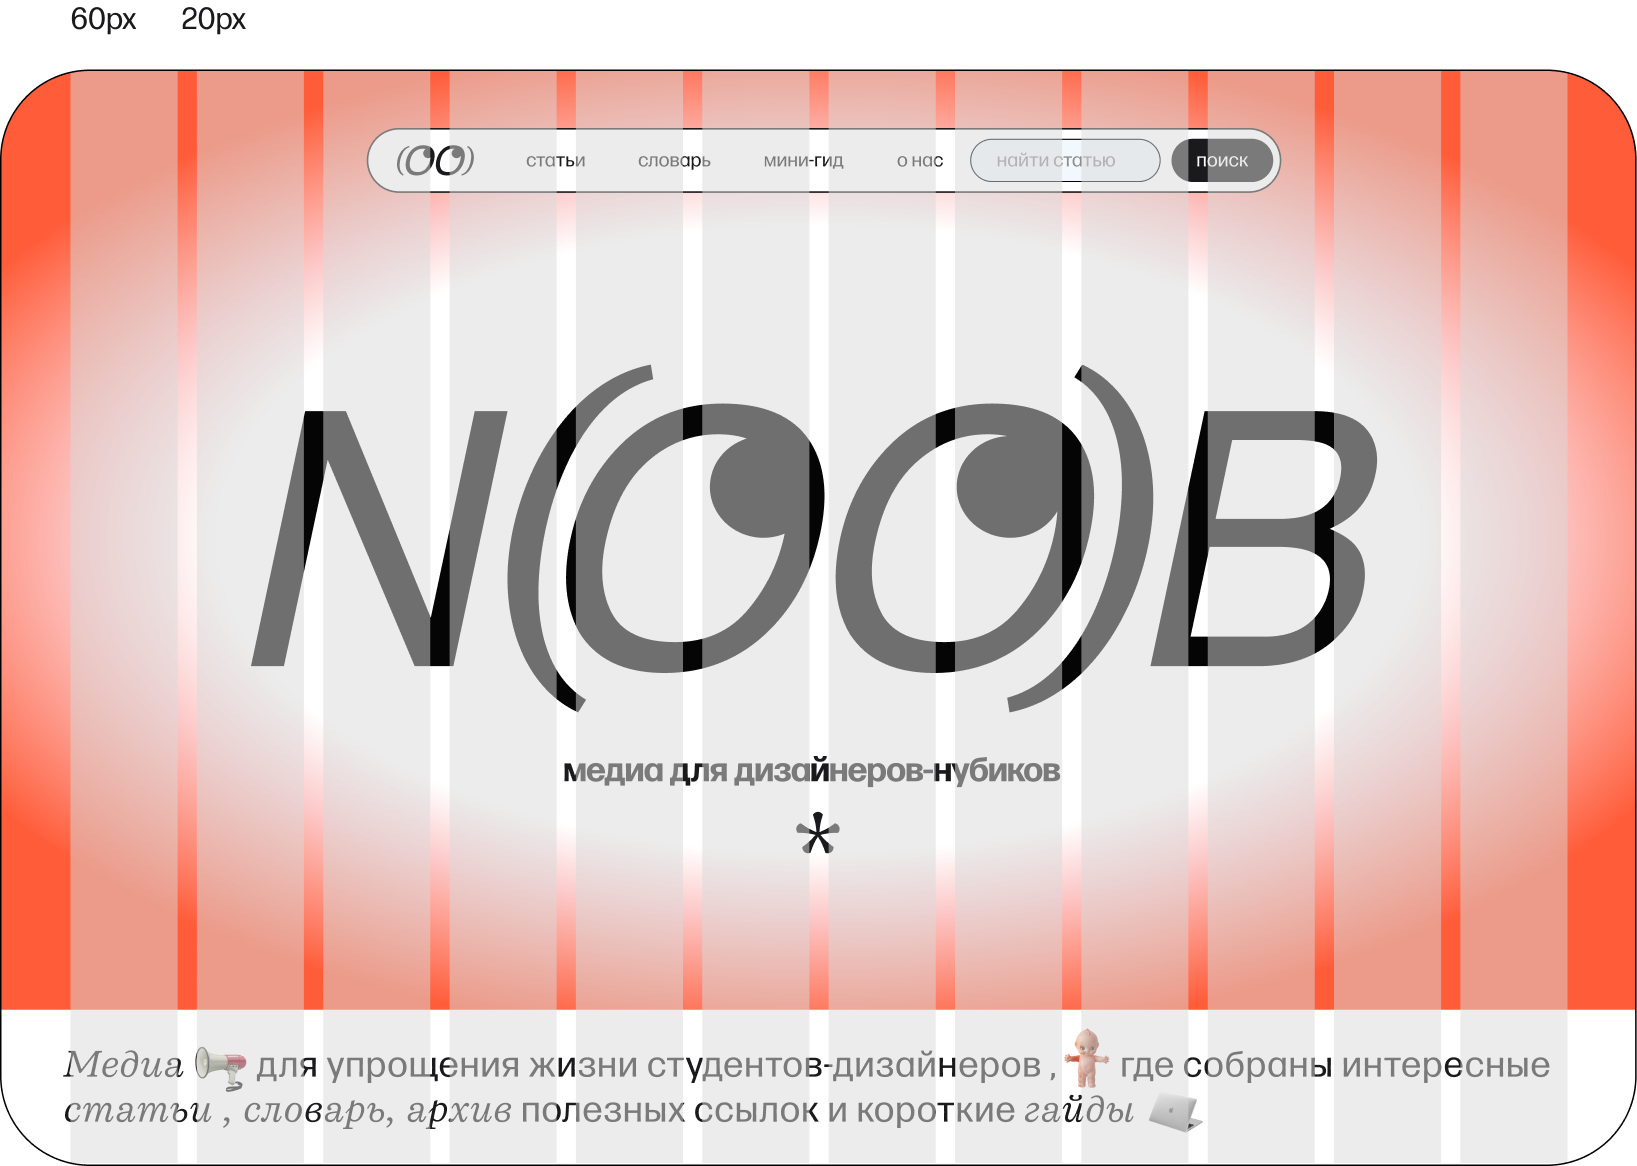 60px 20px
(OO) статьи словарь мини-гид о нас найти статью поиск
N(OO)B
медиа для дизайнеров-нубиков
*
Медиа для упрощения жизни студентов-дизайнеров , где собраны интересные
статьи , словарь, архив полезных ссылок и короткие гайды